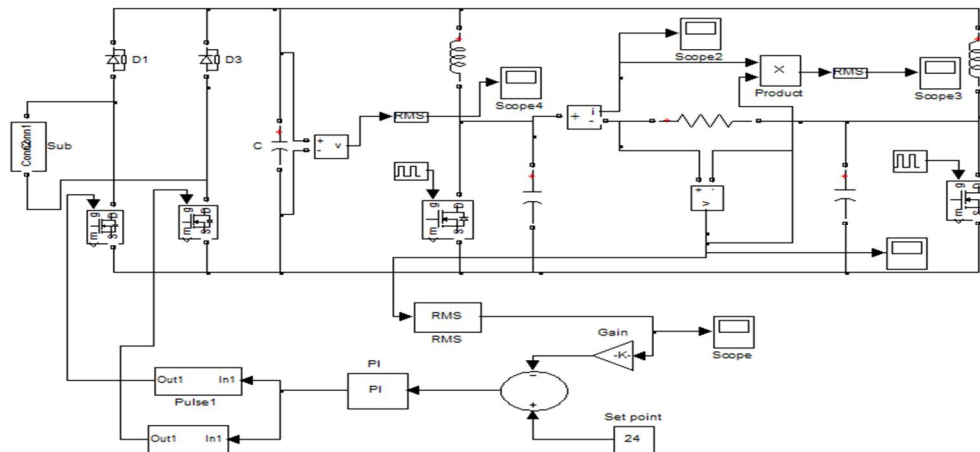 D1
D3
Scope2
Product
RMS
Scope3
i
+
-
RMS
Scope4
Sub
C
+
-
v
+
-
v
g
D
m
S
g
D
m
S
g
D
m
S
g
D
m
S
RMS
RMS
Gain
-K-
Scope
PI
PI
−
+
Set point
24
Out1
In1
Pulse1
Out1
In1